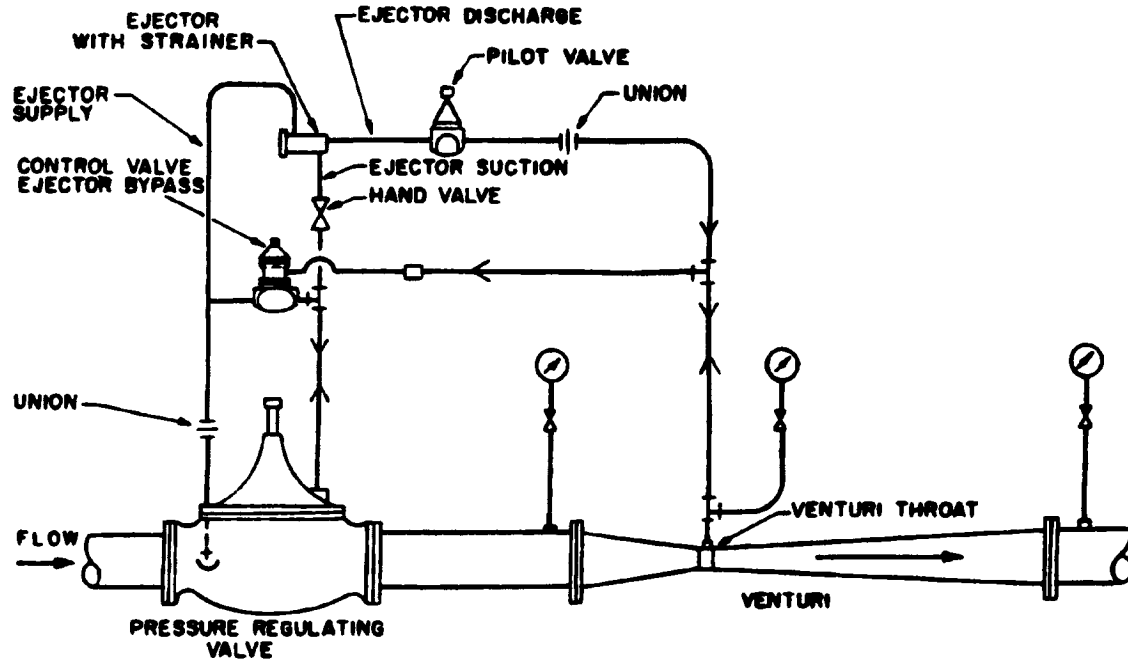 EJECTOR
WITH STRAINER
EJECTOR DISCHARGE
PILOT VALVE
UNION
EJECTOR
SUPPLY
CONTROL VALVE
EJECTOR BYPASS
EJECTOR SUCTION
HAND VALVE
UNION
FLOW
VENTURI THROAT
VENTURI
PRESSURE REGULATING
VALVE